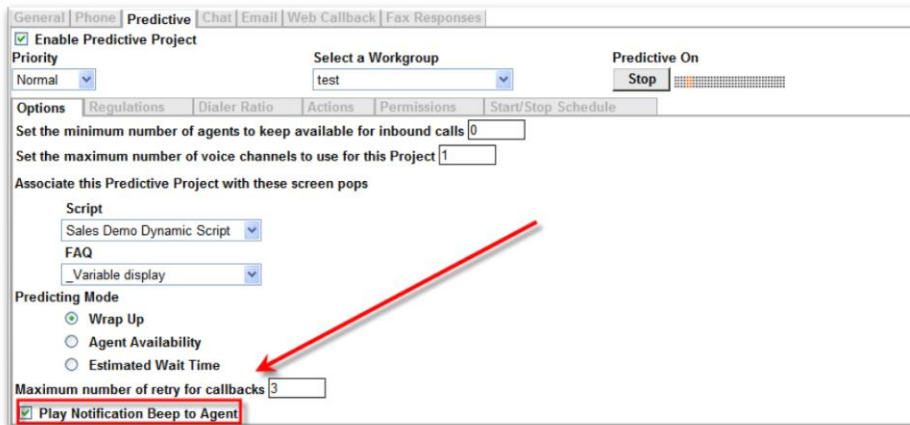 General Phone Predictive Chat Email Web Callback Fax Responses
Enable Predictive Project
Priority Select a Workgroup Predictive On
Normal test Stop
Options Regulations Dialer Ratio Actions Permissions Start/Stop Schedule
Set the minimum number of agents to keep available for inbound calls 0
Set the maximum number of voice channels to use for this Project 1
Associate this Predictive Project with these screen pops
Script
Sales Demo Dynamic Script
FAQ
_Variable display
Predicting Mode
Wrap Up
Agent Availability
Estimated Wait Time
Maximum number of retry for callbacks 3
Play Notification Beep to Agent